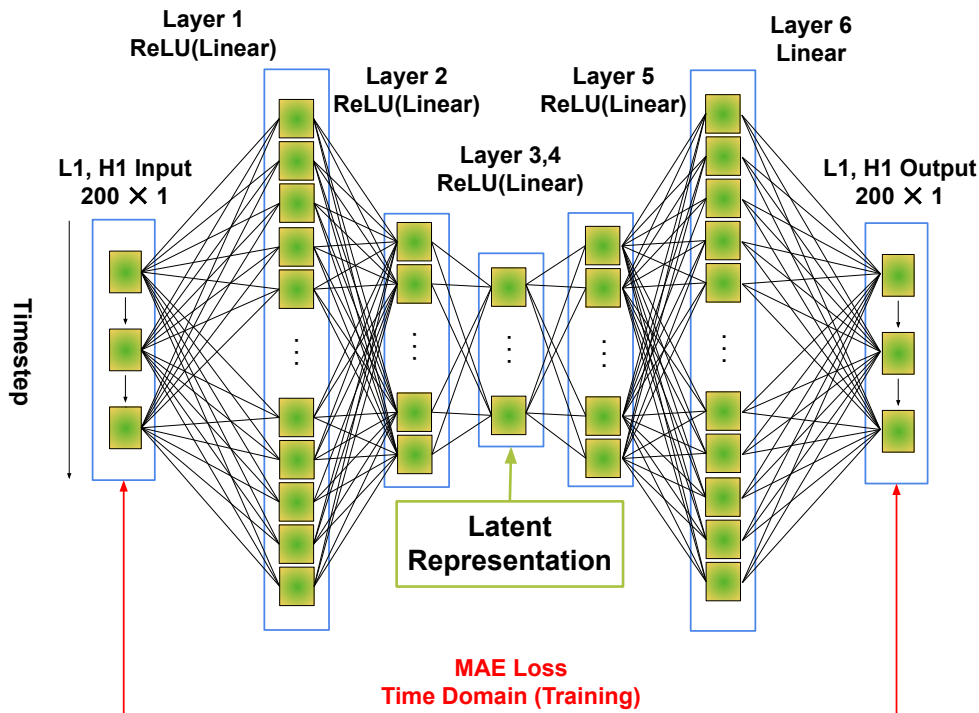 Layer 1
ReLU(Linear)
Layer 6
Linear
Layer 2
ReLU(Linear)
Layer 5
ReLU(Linear)
Layer 3,4
ReLU(Linear)
L1, H1 Input
200 × 1
L1, H1 Output
200 × 1
Timestep
Latent
Representation
MAE Loss
Time Domain (Training)